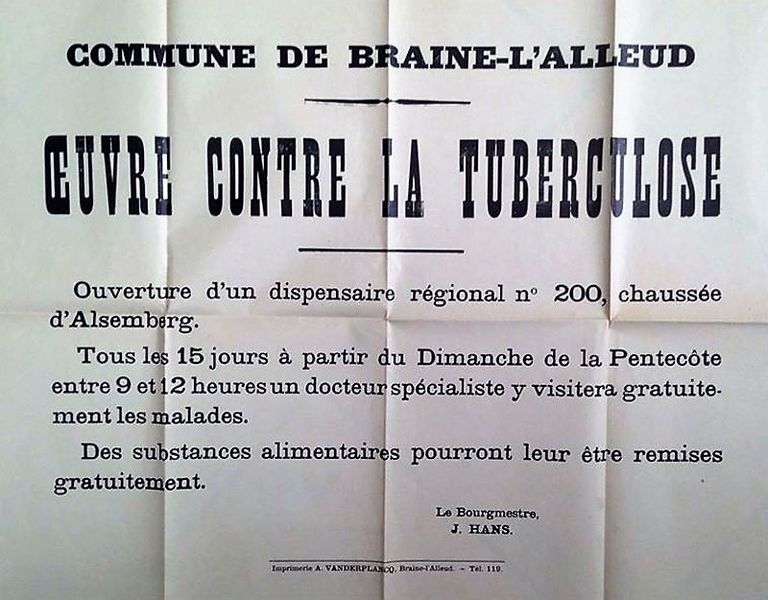 COMMUNE DE BRAINE-L'ALLEUD
ŒUVRE CONTRE LA TUBERCULOSE
Ouverture d'un dispensaire régional nº 200, chaussée
d'Alsemberg.
Tous les 15 jours à partir du Dimanche de la Pentecôte
entre 9 et 12 heures un docteur spécialiste y visitera gratuite-
ment les malades.
Des substances alimentaires pourront leur être remises
gratuitement.
Le Bourgmestre,
J. HANS.
Imprimerie A. VANDERPLANCQ, Braine-l'Alleud. – Tél. 119.